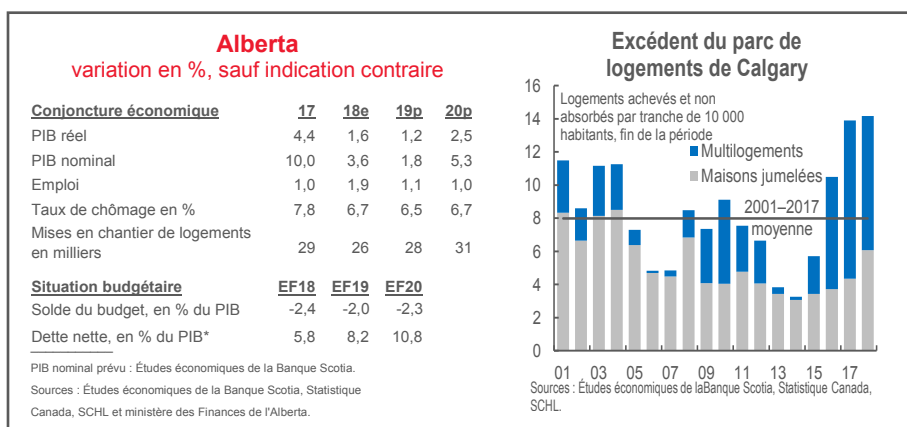 Alberta
variation en %, sauf indication contraire
Conjoncture économique 17 18e 19p 20p
PIB réel 4,4 1,6 1,2 2,5
PIB nominal 10,0 3,6 1,8 5,3
Emploi 1,0 1,9 1,1 1,0
Taux de chômage en % 7,8 6,7 6,5 6,7
Mises en chantier de logements
en milliers 29 26 28 31
Situation budgétaire EF18 EF19 EF20
Solde du budget, en % du PIB -2,4 -2,0 -2,3
Dette nette, en % du PIB* 5,8 8,2 10,8
PIB nominal prévu : Études économiques de la Banque Scotia.
Sources : Études économiques de la Banque Scotia, Statistique
Canada, SCHL et ministère des Finances de l'Alberta.
Excédent du parc de
logements de Calgary
16
14
12
10
8
6
4
2
0
Logements achevés et non
absorbés par tranche de 10 000
habitants, fin de la période
Multilogements
Maisons jumelées
2001–2017
moyenne
01 03 05 07 09 11 13 15 17
Sources : Études économiques de laBanque Scotia, Statistique Canada,
SCHL.